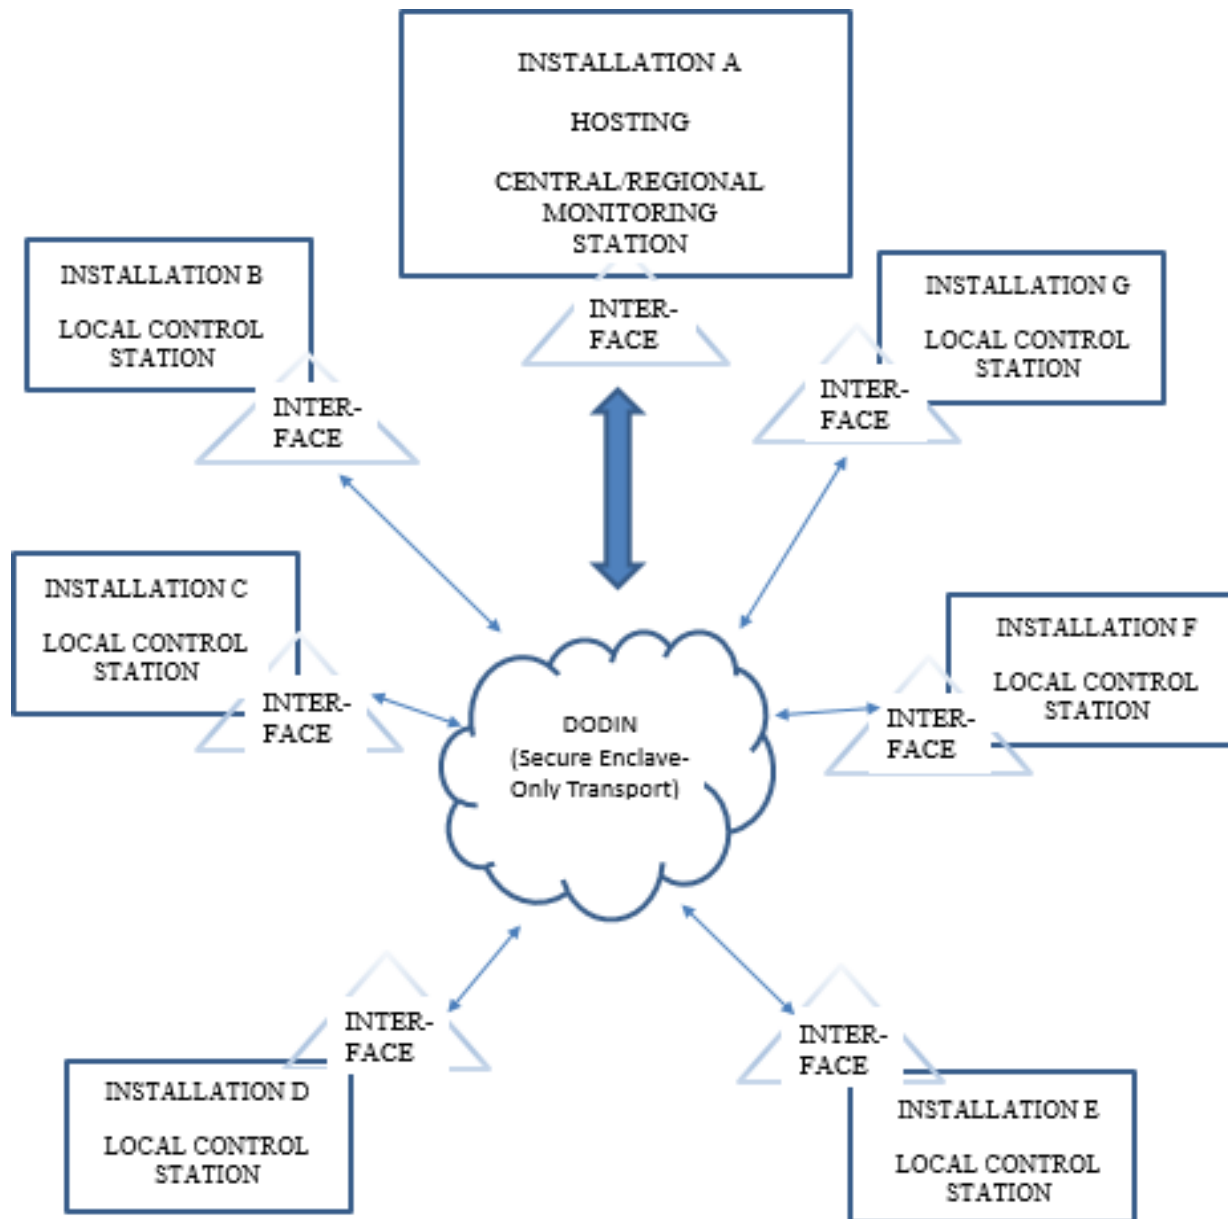 INSTALLATION A
HOSTING
CENTRAL/REGIONAL
MONITORING
STATION
INTER-
FACE
INSTALLATION B
LOCAL CONTROL
STATION
INTER-
FACE
INSTALLATION G
LOCAL CONTROL
STATION
INTER-
FACE
INSTALLATION C
LOCAL CONTROL
STATION
INTER-
FACE
INSTALLATION F
LOCAL CONTROL
STATION
INTER-
FACE
DODIN
(Secure Enclave-
Only Transport)
INTER-
FACE
INSTALLATION D
LOCAL CONTROL
STATION
INTER-
FACE
INSTALLATION E
LOCAL CONTROL
STATION